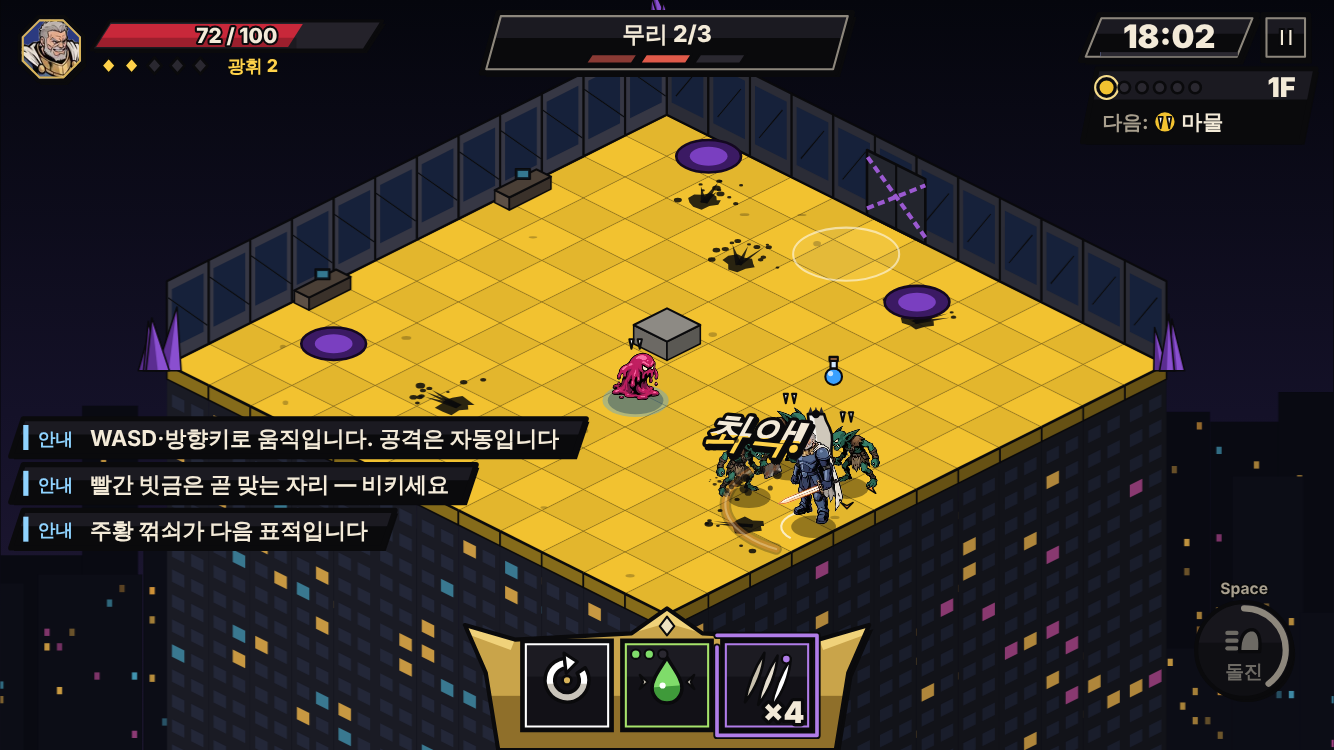 72 / 100
광휘 2
무리 2/3
18:02
1F
다음: 마물
촤악!
안내 WASD·방향키로 움직입니다. 공격은 자동입니다
안내 빨간 빗금은 곧 맞는 자리 — 비키세요
안내 주황 꺾쇠가 다음 표적입니다
Space
돌진
×4